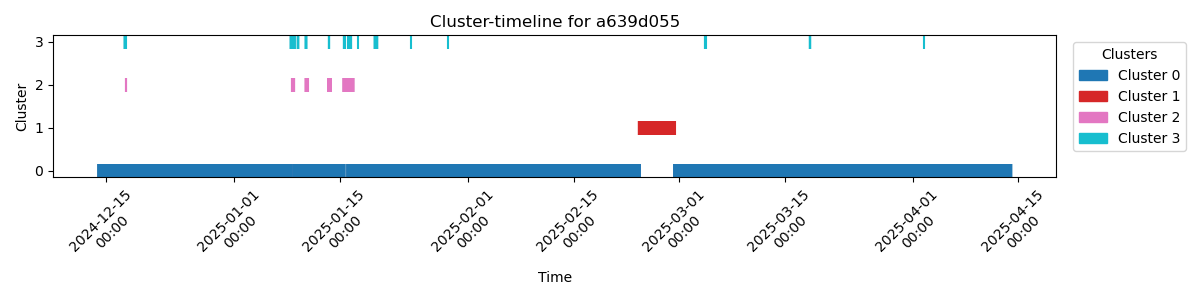 Cluster-timeline for a639d055
Cluster
3
2
1
0
2024-12-15
00:00
2025-01-01
00:00
2025-01-15
00:00
2025-02-01
00:00
2025-02-15
00:00
2025-03-01
00:00
2025-03-15
00:00
2025-04-01
00:00
2025-04-15
00:00
Time
Clusters
Cluster 0
Cluster 1
Cluster 2
Cluster 3